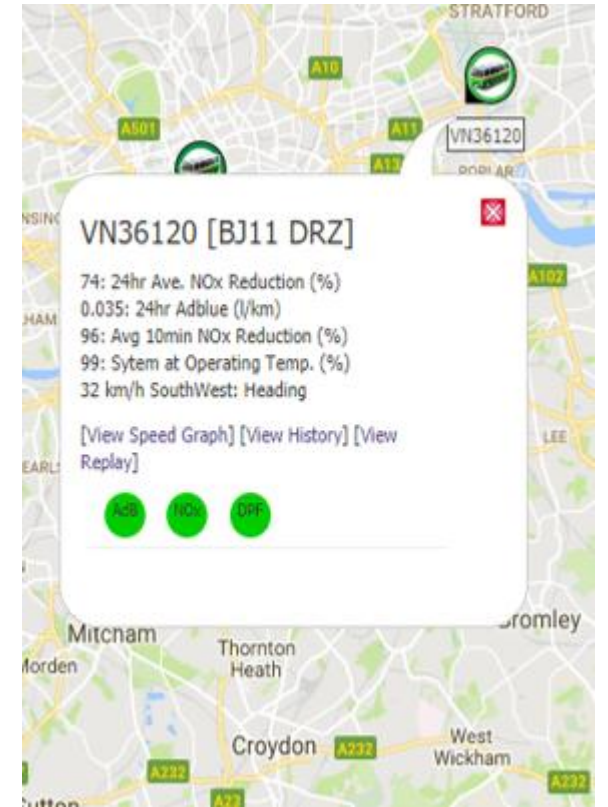 STRATFORD
A10
A501
A11
VN36120
A13
VN36120 [BJ11 DRZ]
74: 24hr Ave. NOx Reduction (%)
0.035: 24hr Adblue (l/km)
A102
96: Avg 10min NOx Reduction (%)
99: Sytem at Operating Temp. (%)
32 km/h SouthWest: Heading
[View Speed Graph] [View History] [View
Replay]
LEE
AdB NOx DPF
Mitcham
Thornton
Heath
Croydon
A232
West
Wickham
A232
A232
A23